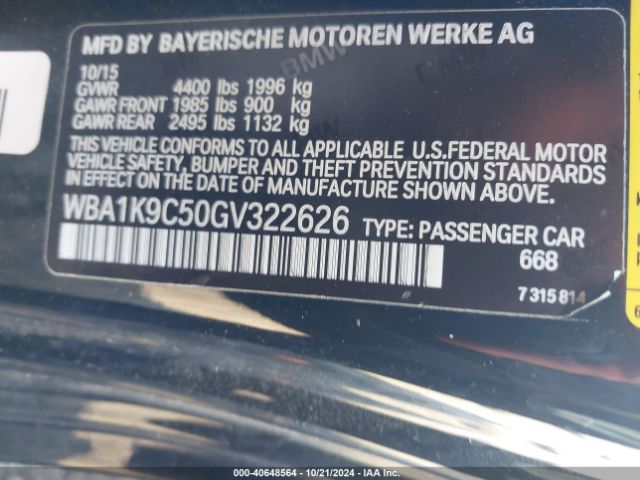 MFD BY BAYERISCHE MOTOREN WERKE AG
10/15
GVWR 4400 lbs 1996 kg
GAWR FRONT 1985 lbs 900 kg
GAWR REAR 2495 lbs 1132 kg
THIS VEHICLE CONFORMS TO ALL APPLICABLE U.S.FEDERAL MOTOR
VEHICLE SAFETY, BUMPER AND THEFT PREVENTION STANDARDS
IN EFFECT ON THE DATE OF MANUFACTURE SHOWN ABOVE.
WBA1K9C50GV322626 TYPE: PASSENGER CAR
668
7 315 814
000-40648564 | 10/21/2024 | IAA Inc.